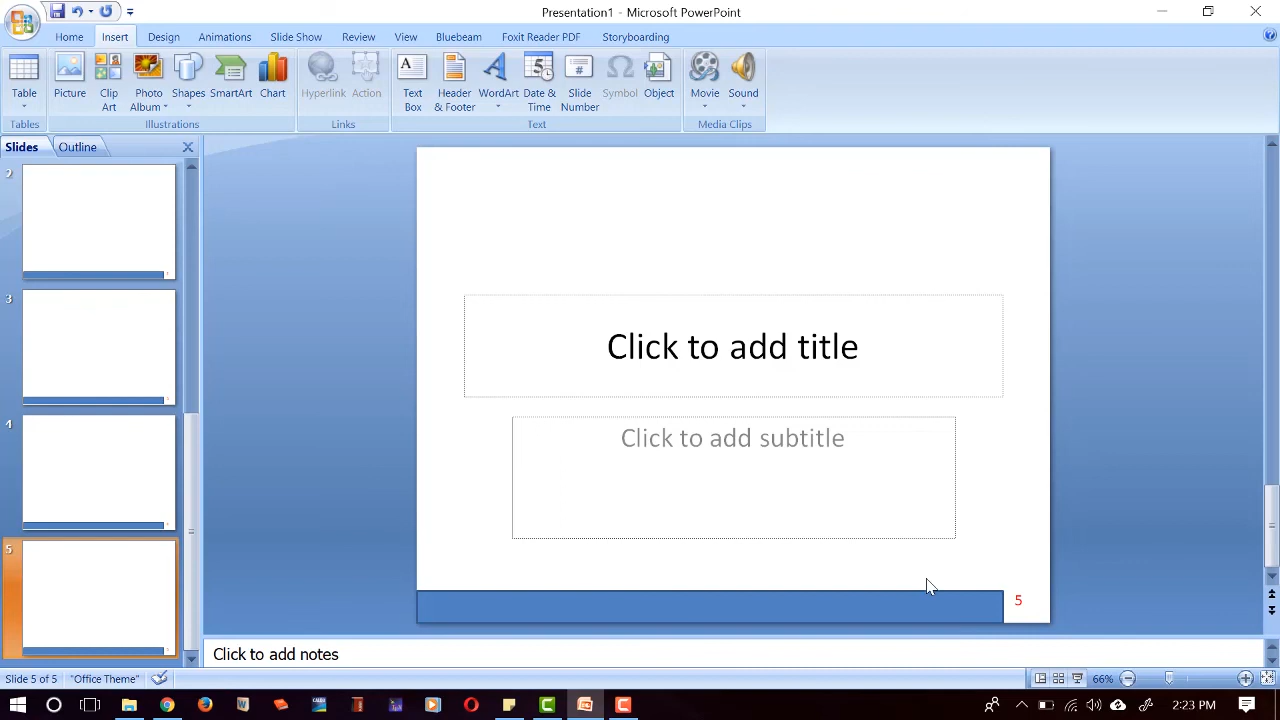 Presentation1 - Microsoft PowerPoint
Home Insert Design Animations Slide Show Review View Bluebeam Foxit Reader PDF Storyboarding
Table Picture Clip Art Photo Album Shapes SmartArt Chart Hyperlink Action Text Box Header & Footer WordArt Date & Time Slide Number Symbol Object Movie Sound
Tables Illustrations Links Text Media Clips
Slides Outline
2
3
4
5
Click to add title
Click to add subtitle
5
Click to add notes
Slide 5 of 5 "Office Theme" 66%
2:23 PM